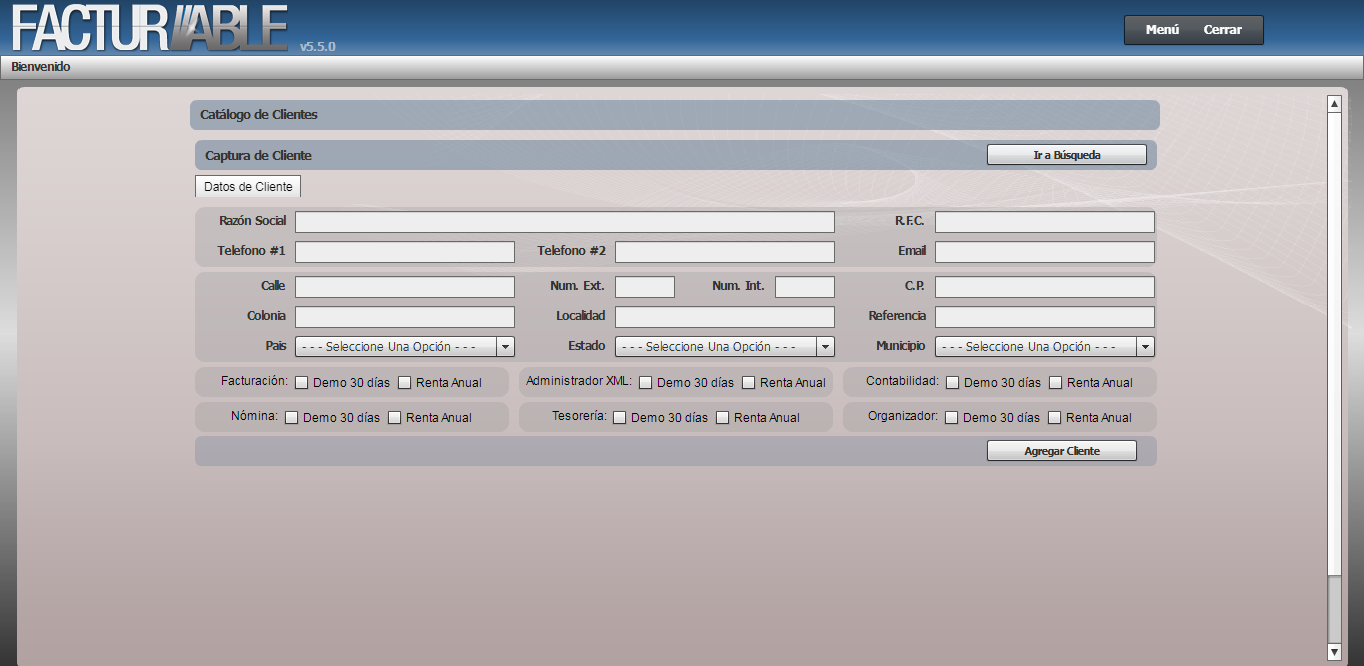 FACTURABLE v5.5.0
Menú Cerrar
Bienvenido
Catálogo de Clientes
Captura de Cliente Ir a Búsqueda
Datos de Cliente
Razón Social R.F.C.
Telefono #1 Telefono #2 Email
Calle Num. Ext. Num. Int. C.P.
Colonia Localidad Referencia
Pais - - - Seleccione Una Opción - - - Estado - - - Seleccione Una Opción - - - Municipio - - - Seleccione Una Opción - - -
Facturación: Demo 30 días Renta Anual Administrador XML: Demo 30 días Renta Anual Contabilidad: Demo 30 días Renta Anual
Nómina: Demo 30 días Renta Anual Tesorería: Demo 30 días Renta Anual Organizador: Demo 30 días Renta Anual
Agregar Cliente